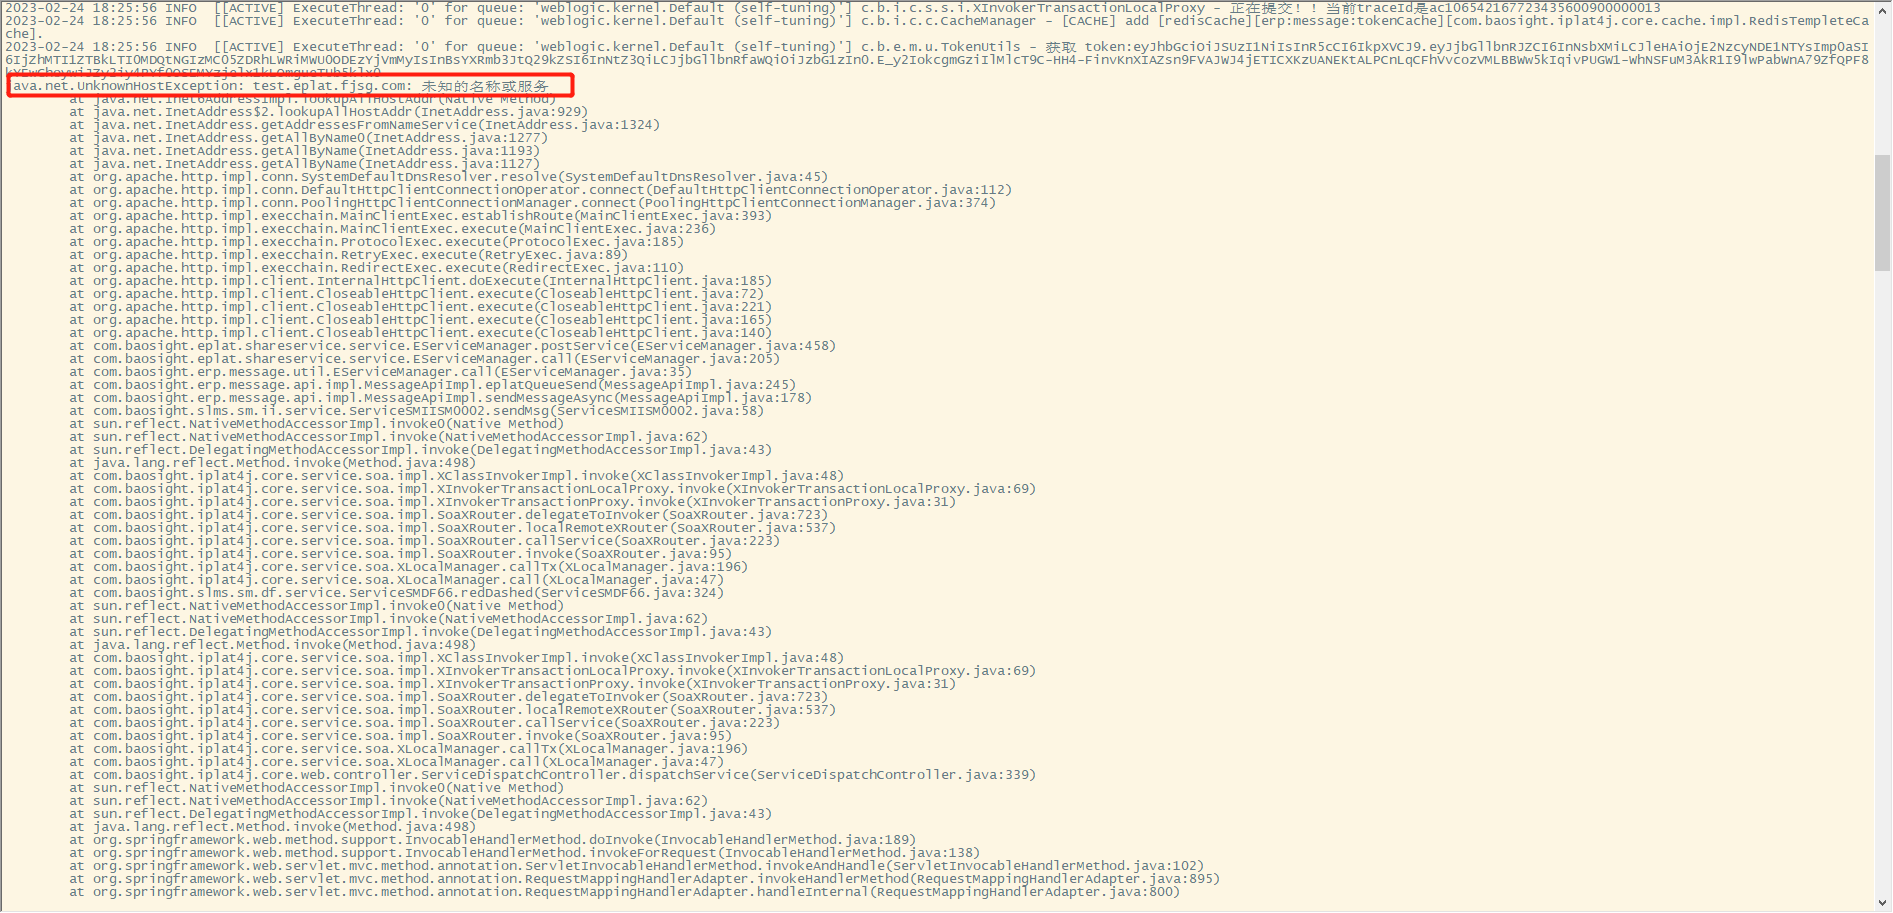 2023-02-24 18:25:56 INFO  [[ACTIVE] ExecuteThread: '0' for queue: 'weblogic.kernel.Default (self-tuning)'] c.b.i.c.s.s.i.XInvokerTransactionLocalProxy - 正在提交！！当前traceId是ac106542167723435600900000013
2023-02-24 18:25:56 INFO  [[ACTIVE] ExecuteThread: '0' for queue: 'weblogic.kernel.Default (self-tuning)'] c.b.i.c.c.CacheManager - [CACHE] add [redisCache][erp:message:tokenCache][com.baosight.iplat4j.core.cache.impl.RedisTempleteCa
che].
2023-02-24 18:25:56 INFO  [[ACTIVE] ExecuteThread: '0' for queue: 'weblogic.kernel.Default (self-tuning)'] c.b.e.m.u.TokenUtils - 获取 token:
java.net.UnknownHostException: test.eplat.fjsg.com: 未知的名称或服务
at java.net.Inet6AddressImpl.lookupAllHostAddr(Native Method)
at java.net.InetAddress$2.lookupAllHostAddr(InetAddress.java:929)
at java.net.InetAddress.getAddressesFromNameService(InetAddress.java:1324)
at java.net.InetAddress.getAllByName0(InetAddress.java:1277)
at java.net.InetAddress.getAllByName(InetAddress.java:1193)
at java.net.InetAddress.getAllByName(InetAddress.java:1127)
at org.apache.http.impl.conn.SystemDefaultDnsResolver.resolve(SystemDefaultDnsResolver.java:45)
at org.apache.http.impl.conn.DefaultHttpClientConnectionOperator.connect(DefaultHttpClientConnectionOperator.java:112)
at org.apache.http.impl.conn.PoolingHttpClientConnectionManager.connect(PoolingHttpClientConnectionManager.java:374)
at org.apache.http.impl.execchain.MainClientExec.establishRoute(MainClientExec.java:393)
at org.apache.http.impl.execchain.MainClientExec.execute(MainClientExec.java:236)
at org.apache.http.impl.execchain.ProtocolExec.execute(ProtocolExec.java:185)
at org.apache.http.impl.execchain.RetryExec.execute(RetryExec.java:89)
at org.apache.http.impl.execchain.RedirectExec.execute(RedirectExec.java:110)
at org.apache.http.impl.client.InternalHttpClient.doExecute(InternalHttpClient.java:185)
at org.apache.http.impl.client.CloseableHttpClient.execute(CloseableHttpClient.java:72)
at org.apache.http.impl.client.CloseableHttpClient.execute(CloseableHttpClient.java:221)
at org.apache.http.impl.client.CloseableHttpClient.execute(CloseableHttpClient.java:165)
at org.apache.http.impl.client.CloseableHttpClient.execute(CloseableHttpClient.java:140)
at com.baosight.eplat.shareservice.service.EServiceManager.postService(EServiceManager.java:458)
at com.baosight.eplat.shareservice.service.EServiceManager.call(EServiceManager.java:205)
at com.baosight.erp.message.util.EServiceManager.call(EServiceManager.java:35)
at com.baosight.erp.message.api.impl.MessageApiImpl.eplatQueueSend(MessageApiImpl.java:245)
at com.baosight.erp.message.api.impl.MessageApiImpl.sendMessageAsync(MessageApiImpl.java:178)
at com.baosight.slms.sm.ii.service.ServiceSMIISM0002.sendMsg(ServiceSMIISM0002.java:58)
at sun.reflect.NativeMethodAccessorImpl.invoke0(Native Method)
at sun.reflect.NativeMethodAccessorImpl.invoke(NativeMethodAccessorImpl.java:62)
at sun.reflect.DelegatingMethodAccessorImpl.invoke(DelegatingMethodAccessorImpl.java:43)
at java.lang.reflect.Method.invoke(Method.java:498)
at com.baosight.iplat4j.core.service.soa.impl.XClassInvokerImpl.invoke(XClassInvokerImpl.java:48)
at com.baosight.iplat4j.core.service.soa.impl.XInvokerTransactionLocalProxy.invoke(XInvokerTransactionLocalProxy.java:69)
at com.baosight.iplat4j.core.service.soa.impl.XInvokerTransactionProxy.invoke(XInvokerTransactionProxy.java:31)
at com.baosight.iplat4j.core.service.soa.impl.SoaXRouter.delegateToInvoker(SoaXRouter.java:723)
at com.baosight.iplat4j.core.service.soa.impl.SoaXRouter.localRemoteXRouter(SoaXRouter.java:537)
at com.baosight.iplat4j.core.service.soa.impl.SoaXRouter.callService(SoaXRouter.java:223)
at com.baosight.iplat4j.core.service.soa.impl.SoaXRouter.invoke(SoaXRouter.java:95)
at com.baosight.iplat4j.core.service.soa.XLocalManager.callTx(XLocalManager.java:196)
at com.baosight.iplat4j.core.service.soa.XLocalManager.call(XLocalManager.java:47)
at com.baosight.slms.sm.df.service.ServiceSMDF66.redDashed(ServiceSMDF66.java:324)
at sun.reflect.NativeMethodAccessorImpl.invoke0(Native Method)
at sun.reflect.NativeMethodAccessorImpl.invoke(NativeMethodAccessorImpl.java:62)
at sun.reflect.DelegatingMethodAccessorImpl.invoke(DelegatingMethodAccessorImpl.java:43)
at java.lang.reflect.Method.invoke(Method.java:498)
at com.baosight.iplat4j.core.service.soa.impl.XClassInvokerImpl.invoke(XClassInvokerImpl.java:48)
at com.baosight.iplat4j.core.service.soa.impl.XInvokerTransactionLocalProxy.invoke(XInvokerTransactionLocalProxy.java:69)
at com.baosight.iplat4j.core.service.soa.impl.XInvokerTransactionProxy.invoke(XInvokerTransactionProxy.java:31)
at com.baosight.iplat4j.core.service.soa.impl.SoaXRouter.delegateToInvoker(SoaXRouter.java:723)
at com.baosight.iplat4j.core.service.soa.impl.SoaXRouter.localRemoteXRouter(SoaXRouter.java:537)
at com.baosight.iplat4j.core.service.soa.impl.SoaXRouter.callService(SoaXRouter.java:223)
at com.baosight.iplat4j.core.service.soa.impl.SoaXRouter.invoke(SoaXRouter.java:95)
at com.baosight.iplat4j.core.service.soa.XLocalManager.callTx(XLocalManager.java:196)
at com.baosight.iplat4j.core.service.soa.XLocalManager.call(XLocalManager.java:47)
at com.baosight.iplat4j.core.web.controller.ServiceDispatchController.dispatchService(ServiceDispatchController.java:339)
at sun.reflect.NativeMethodAccessorImpl.invoke0(Native Method)
at sun.reflect.NativeMethodAccessorImpl.invoke(NativeMethodAccessorImpl.java:62)
at sun.reflect.DelegatingMethodAccessorImpl.invoke(DelegatingMethodAccessorImpl.java:43)
at java.lang.reflect.Method.invoke(Method.java:498)
at org.springframework.web.method.support.InvocableHandlerMethod.doInvoke(InvocableHandlerMethod.java:189)
at org.springframework.web.method.support.InvocableHandlerMethod.invokeForRequest(InvocableHandlerMethod.java:138)
at org.springframework.web.servlet.mvc.method.annotation.ServletInvocableHandlerMethod.invokeAndHandle(ServletInvocableHandlerMethod.java:102)
at org.springframework.web.servlet.mvc.method.annotation.RequestMappingHandlerAdapter.invokeHandlerMethod(RequestMappingHandlerAdapter.java:895)
at org.springframework.web.servlet.mvc.method.annotation.RequestMappingHandlerAdapter.handleInternal(RequestMappingHandlerAdapter.java:800)